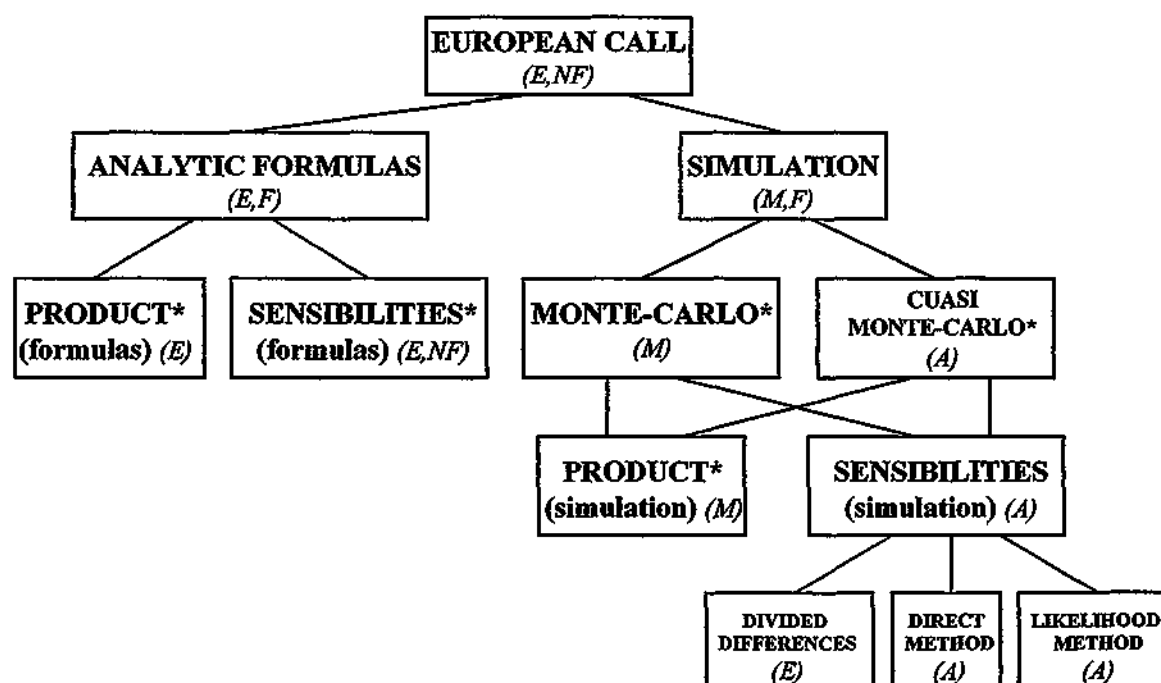 EUROPEAN CALL
(E,NF)
ANALYTIC FORMULAS
(E,F)
SIMULATION
(M,F)
PRODUCT*
(formulas) (E)
SENSIBILITIES*
(formulas) (E,NF)
MONTE-CARLO*
(M)
CUASI
MONTE-CARLO*
(A)
PRODUCT*
(simulation) (M)
SENSIBILITIES
(simulation) (A)
DIVIDED
DIFFERENCES
(E)
DIRECT
METHOD
(A)
LIKELIHOOD
METHOD
(A)